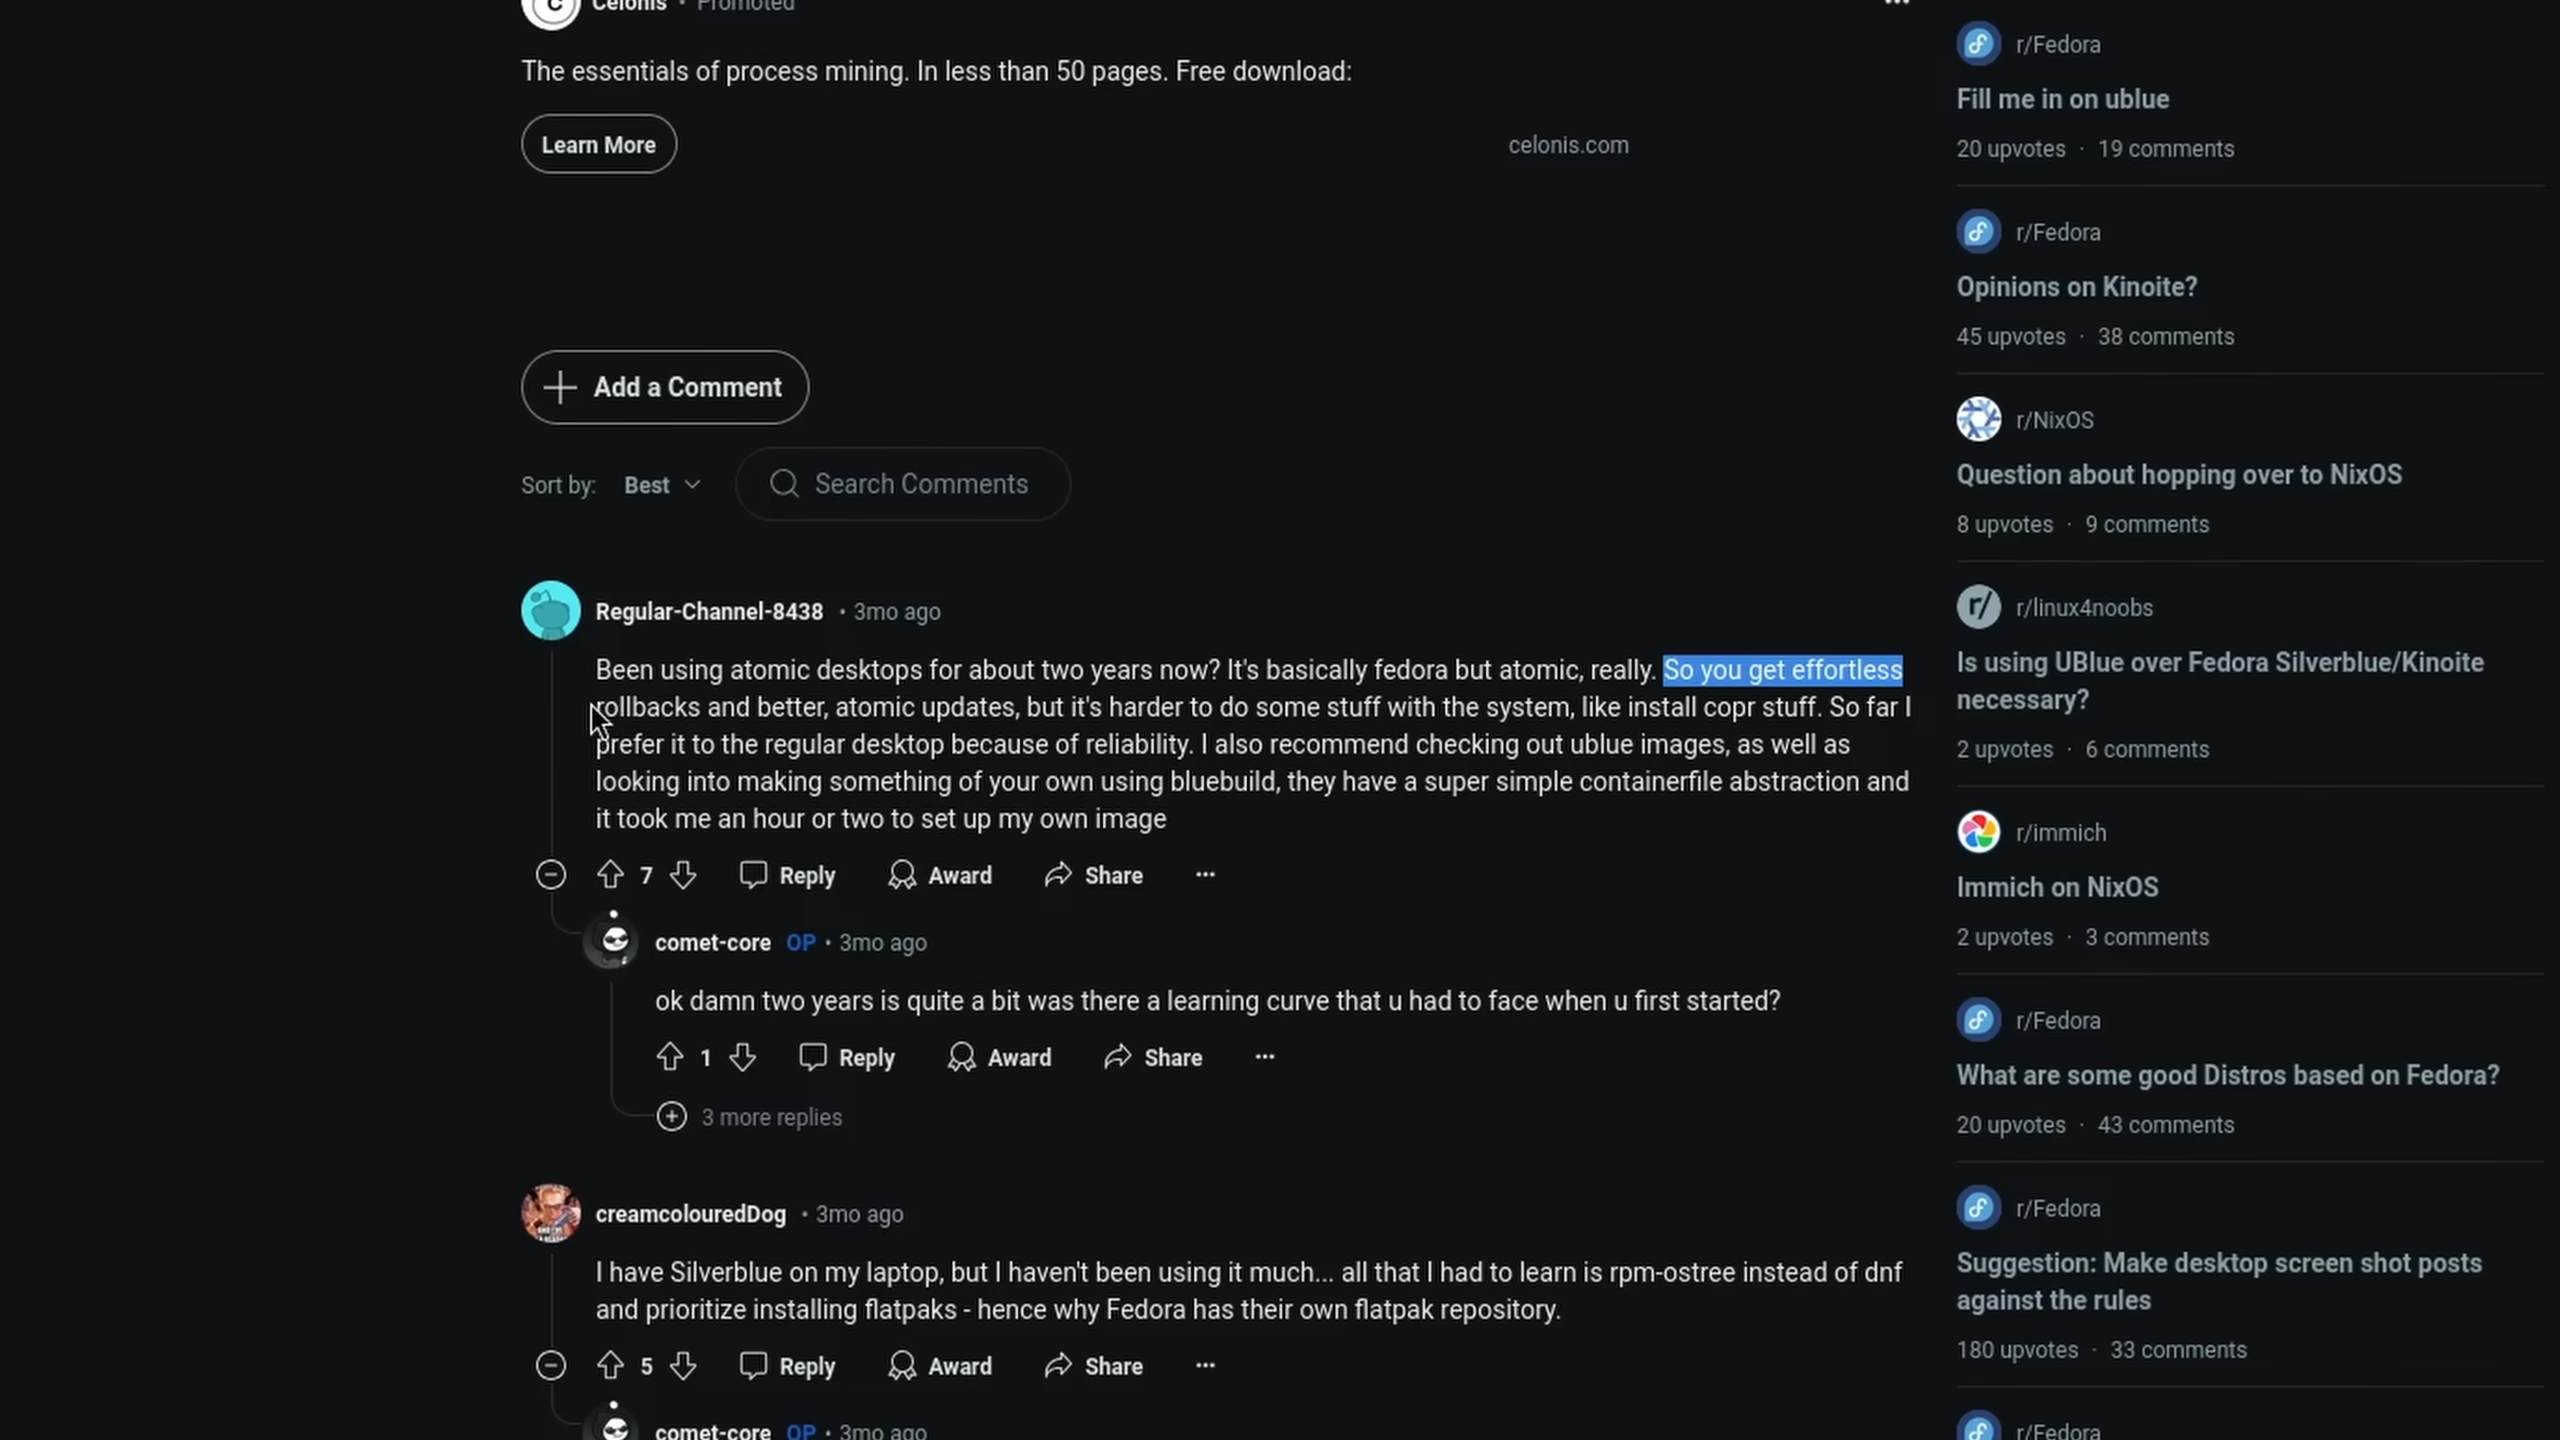 Celonis • Promoted
The essentials of process mining. In less than 50 pages. Free download:
Learn More
celonis.com
Add a Comment
Sort by: Best
Search Comments
Regular-Channel-8438 • 3mo ago
Been using atomic desktops for about two years now? It's basically fedora but atomic, really. So you get effortless
rollbacks and better, atomic updates, but it's harder to do some stuff with the system, like install copr stuff. So far I
prefer it to the regular desktop because of reliability. I also recommend checking out ublue images, as well as
looking into making something of your own using bluebuild, they have a super simple containerfile abstraction and
it took me an hour or two to set up my own image
7 Reply Award Share
comet-core OP • 3mo ago
ok damn two years is quite a bit was there a learning curve that u had to face when u first started?
1 Reply Award Share
3 more replies
creamcolouredDog • 3mo ago
I have Silverblue on my laptop, but I haven't been using it much... all that I had to learn is rpm-ostree instead of dnf
and prioritize installing flatpaks - hence why Fedora has their own flatpak repository.
5 Reply Award Share
comet-core OP • 3mo ago
r/Fedora
Fill me in on ublue
20 upvotes · 19 comments
r/Fedora
Opinions on Kinoite?
45 upvotes · 38 comments
r/NixOS
Question about hopping over to NixOS
8 upvotes · 9 comments
r/
r/linux4noobs
Is using UBlue over Fedora Silverblue/Kinoite
necessary?
2 upvotes · 6 comments
r/immich
Immich on NixOS
2 upvotes · 3 comments
r/Fedora
What are some good Distros based on Fedora?
20 upvotes · 43 comments
r/Fedora
Suggestion: Make desktop screen shot posts
against the rules
180 upvotes · 33 comments
r/Fedora